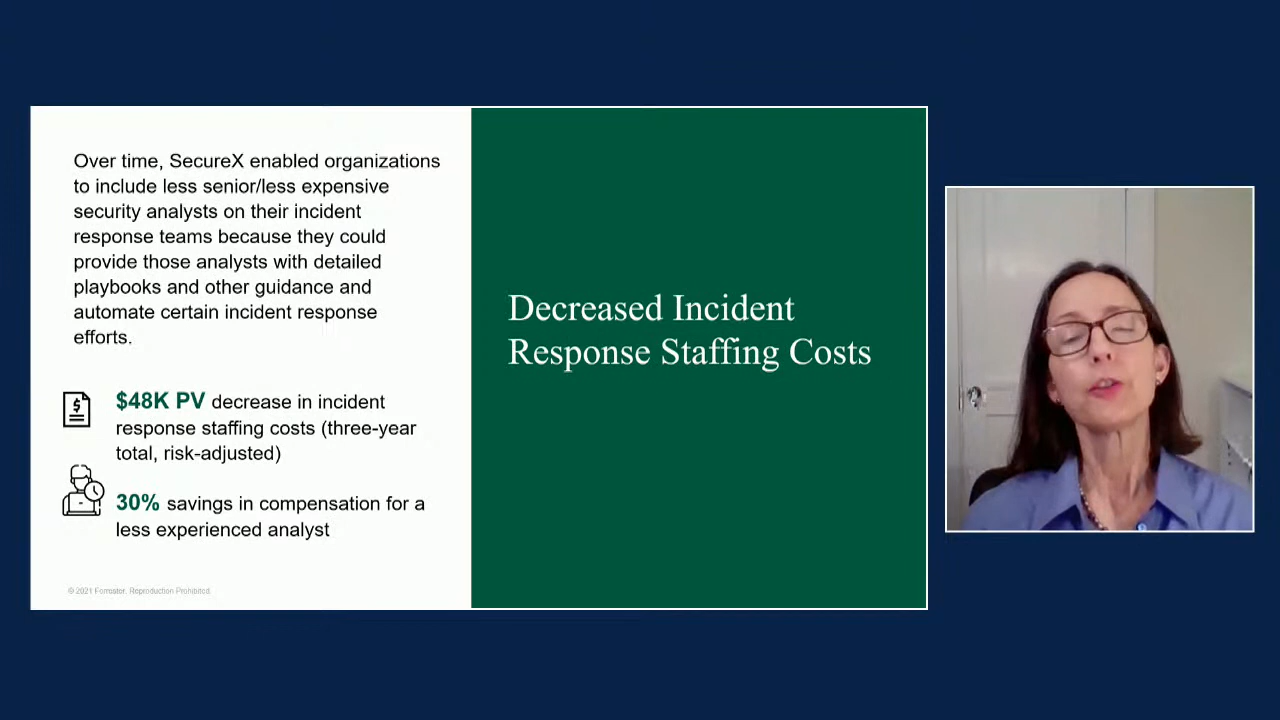 Over time, SecureX enabled organizations
to include less senior/less expensive
security analysts on their incident
response teams because they could
provide those analysts with detailed
playbooks and other guidance and
automate certain incident response
efforts.
$48K PV decrease in incident
response staffing costs (three-year
total, risk-adjusted)
30% savings in compensation for a
less experienced analyst
© 2021 Forrester. Reproduction Prohibited.
Decreased Incident
Response Staffing Costs